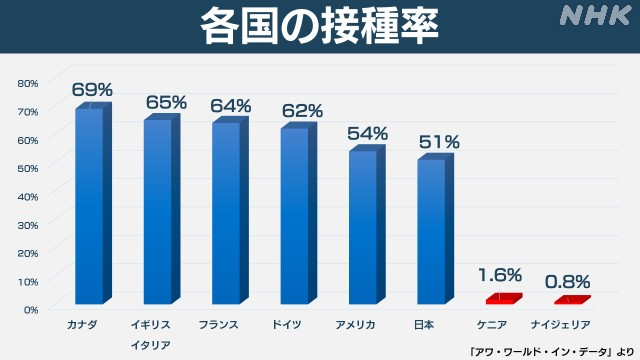 各国の接種率
NHK
80%
70%
60%
50%
40%
30%
20%
10%
0%
69%
65%
64%
62%
54%
51%
1.6%
0.8%
カナダ
イギリス
イタリア
フランス
ドイツ
アメリカ
日本
ケニア
ナイジェリア
「アワ・ワールド・イン・データ」より